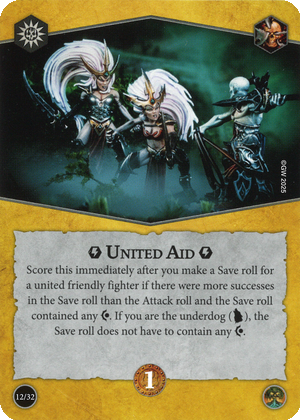 ©GW 2025
UNITED AID
Score this immediately after you make a Save roll for
a united friendly fighter if there were more successes
in the Save roll than the Attack roll and the Save roll
contained any . If you are the underdog ( ), the
Save roll does not have to contain any .
12/32
1